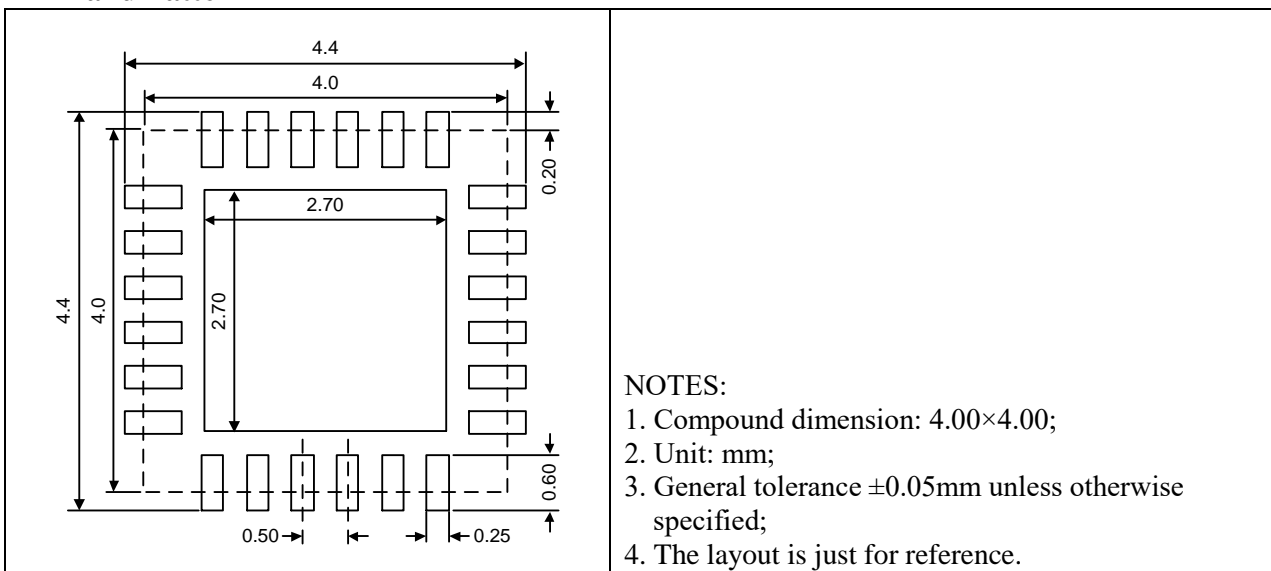 4.4
4.0
0.20
2.70
4.4
4.0
2.70
0.60
0.50
0.25
NOTES:
1. Compound dimension: 4.00×4.00;
2. Unit: mm;
3. General tolerance ±0.05mm unless otherwise
specified;
4. The layout is just for reference.